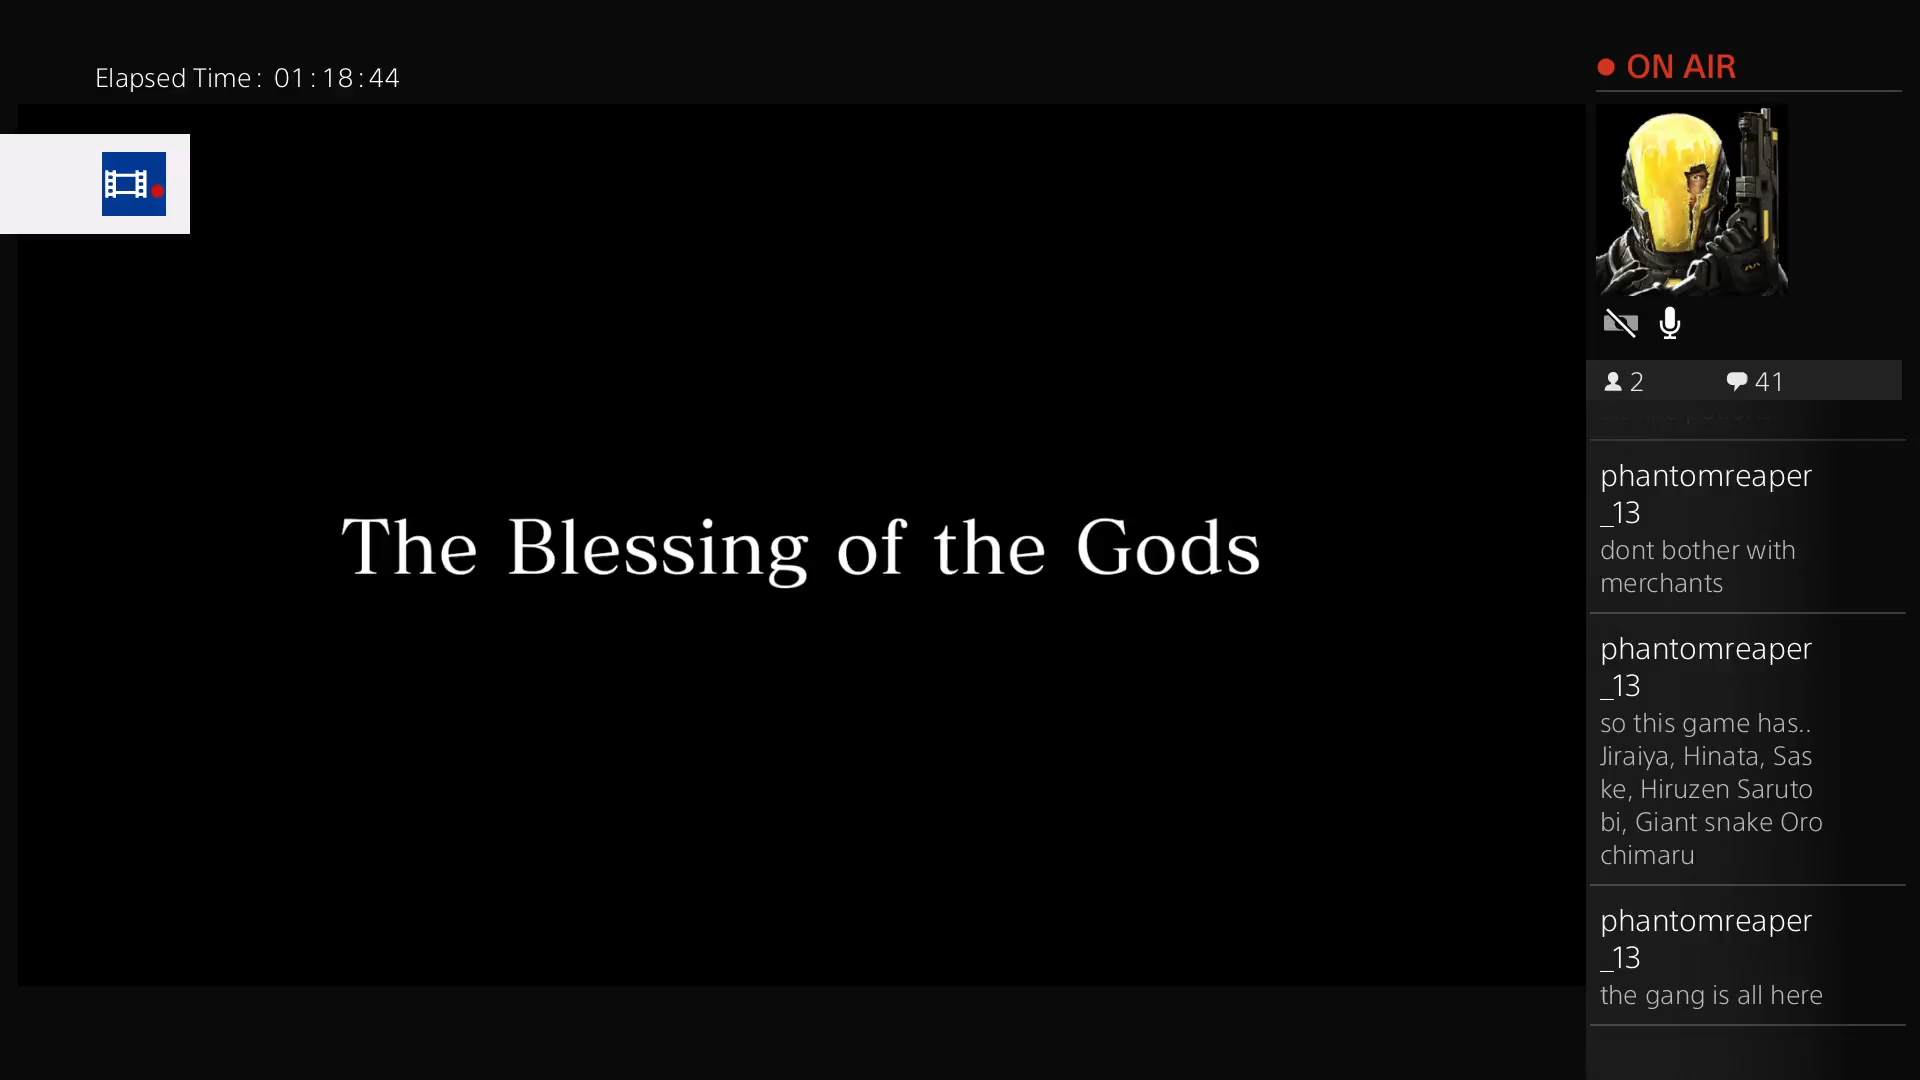 Elapsed Time: 01:18:44
ON AIR
2
41
The Blessing of the Gods
phantomreaper
_13
dont bother with
merchants
phantomreaper
_13
so this game has..
Jiraiya, Hinata, Sas
ke, Hiruzen Saruto
bi, Giant snake Oro
chimaru
phantomreaper
_13
the gang is all here